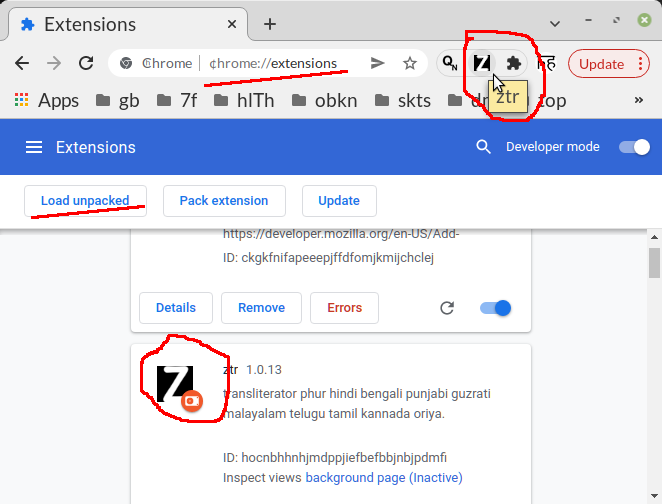 Extensions
Chrome | chrome://extensions
Update
Apps gb 7f hlTh obkn skts top
ztr
Extensions
Developer mode
Load unpacked Pack extension Update
https://developer.mozilla.org/en-US/Add-
ID: ckgkfnifapeeepjffdfomjkmijchclej
Details Remove Errors
Z
ztr 1.0.13
transliterator phur hindi bengali punjabi guzrati
malayalam telugu tamil kannada oriya.
ID: hocnbhhnhjmdppjiefbefbbjnbjpdmfi
Inspect views background page (Inactive)